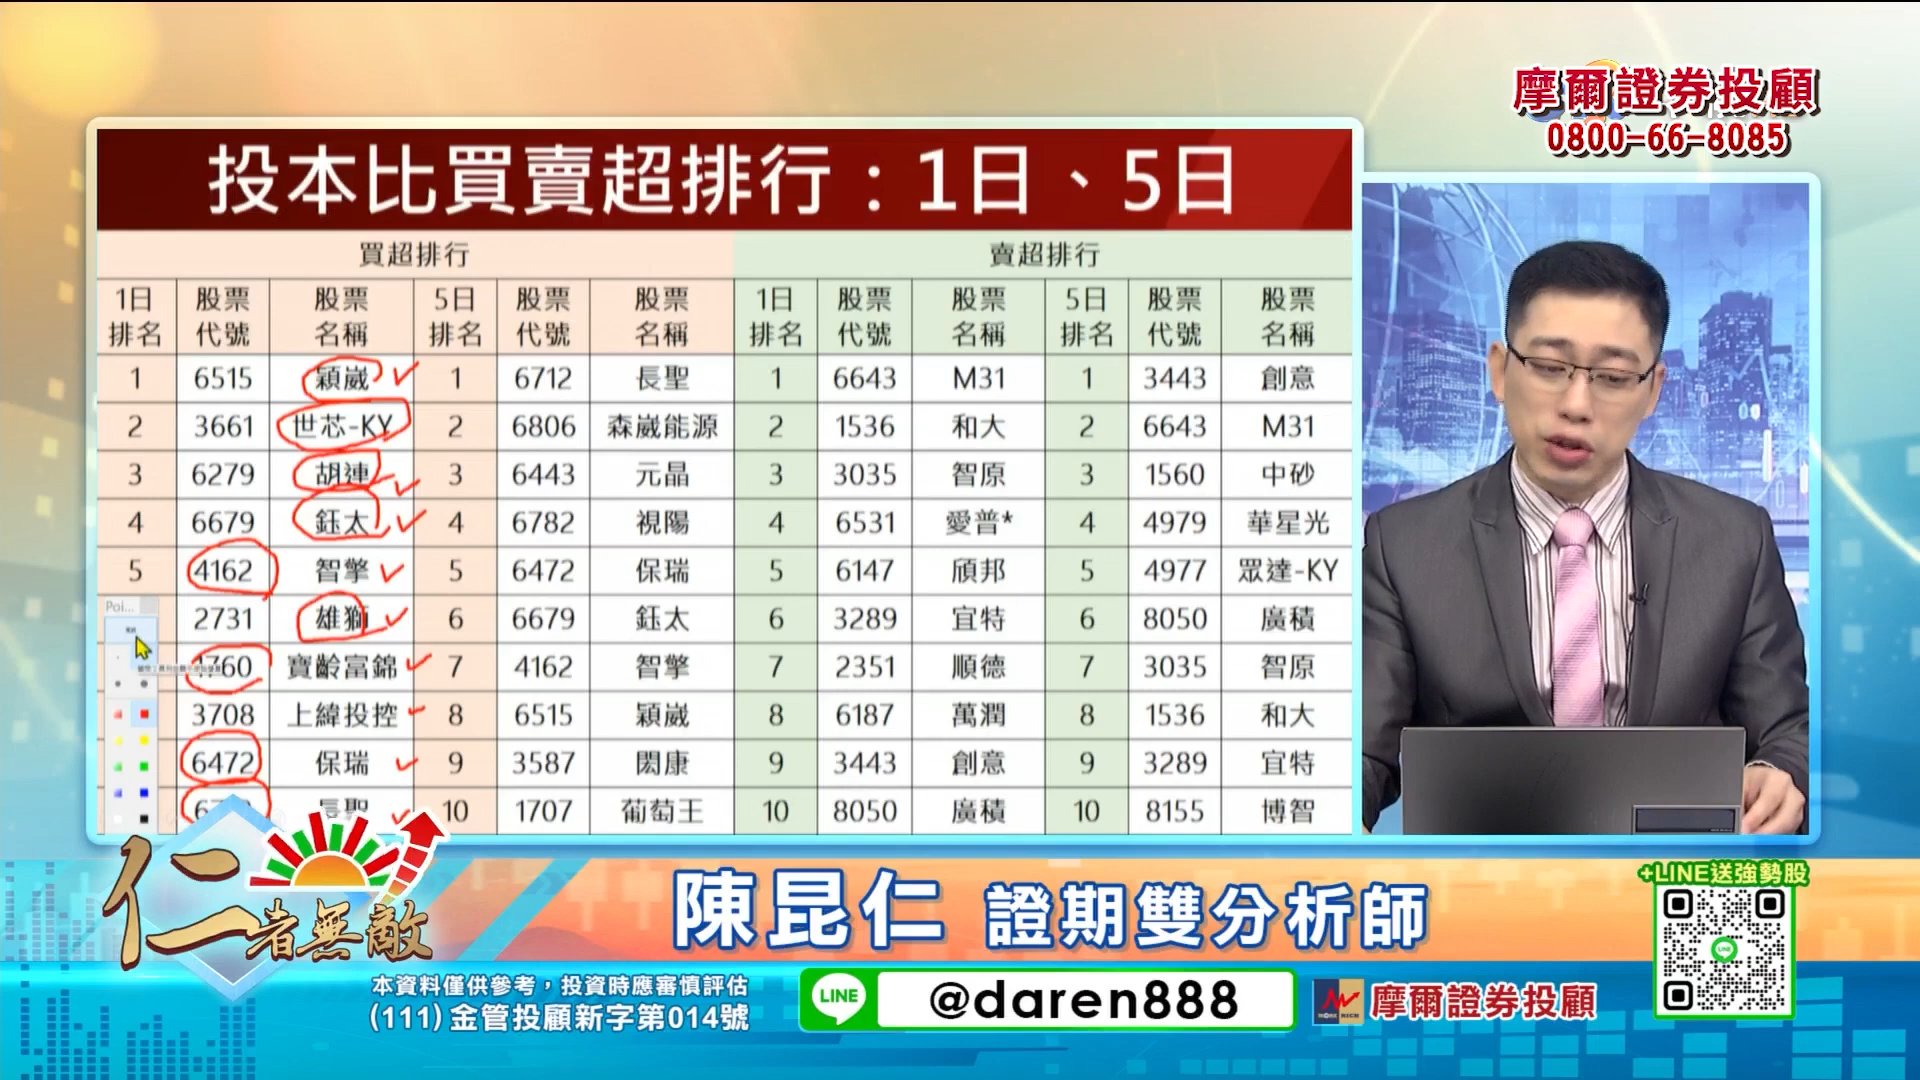 摩爾證券投顧
0800-66-8085
投本比買賣超排行：1日、5日
買超排行 賣超排行
1日排名 股票代號 股票名稱 5日排名 股票代號 股票名稱 1日排名 股票代號 股票名稱 5日排名 股票代號 股票名稱
1 6515 穎崴 1 6712 長聖 1 6643 M31 1 3443 創意
2 3661 世芯-KY 2 6806 森崴能源 2 1536 和大 2 6643 M31
3 6279 胡連 3 6443 元晶 3 3035 智原 3 1560 中砂
4 6679 鈺太 4 6782 視陽 4 6531 愛普* 4 4979 華星光
5 4162 智擎 5 6472 保瑞 5 6147 頎邦 5 4977 眾達-KY
Poi...
2731 雄獅 6 6679 鈺太 6 3289 宜特 6 8050 廣積
1760 寶齡富錦 7 4162 智擎 7 2351 順德 7 3035 智原
3708 上緯投控 8 6515 穎崴 8 6187 萬潤 8 1536 和大
6472 保瑞 9 3587 閎康 9 3443 創意 9 3289 宜特
長聖 10 1707 葡萄王 10 8050 廣積 10 8155 博智
仁者無敵
陳昆仁 證期雙分析師
+LINE送強勢股
本資料僅供參考，投資時應審慎評估
(111)金管投顧新字第014號
LINE @daren888
摩爾證券投顧